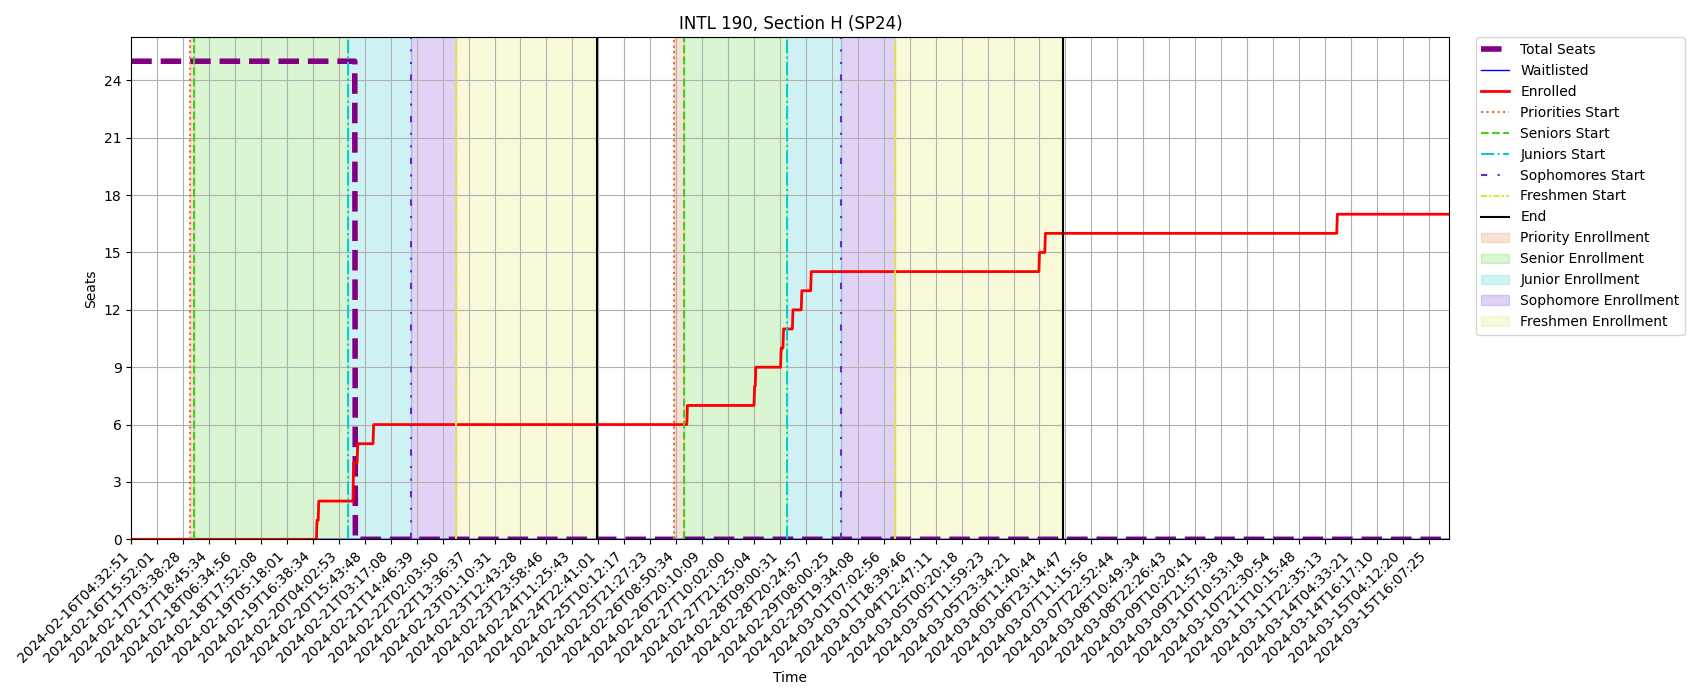 INTL 190, Section H (SP24)
Seats
24
21
18
15
12
9
6
3
0
2024-02-16T04:32:51
2024-02-16T15:52:01
2024-02-17T03:38:28
2024-02-17T18:45:34
2024-02-18T06:34:56
2024-02-18T17:52:08
2024-02-19T05:18:01
2024-02-19T16:38:34
2024-02-20T04:02:53
2024-02-20T15:43:48
2024-02-21T03:17:08
2024-02-21T14:46:39
2024-02-22T02:03:50
2024-02-22T13:36:37
2024-02-23T01:10:31
2024-02-23T12:43:28
2024-02-23T23:58:46
2024-02-24T11:25:43
2024-02-24T22:41:01
2024-02-25T10:12:17
2024-02-25T21:27:23
2024-02-26T08:50:34
2024-02-26T20:10:09
2024-02-27T10:02:00
2024-02-27T21:25:04
2024-02-28T09:00:31
2024-02-28T20:24:57
2024-02-29T08:00:25
2024-02-29T19:34:08
2024-03-01T07:02:56
2024-03-01T18:39:46
2024-03-04T12:47:11
2024-03-05T00:20:18
2024-03-05T11:59:23
2024-03-05T23:34:21
2024-03-06T11:40:44
2024-03-06T23:14:47
2024-03-07T11:15:56
2024-03-07T22:52:44
2024-03-08T10:49:34
2024-03-08T22:26:43
2024-03-09T10:20:41
2024-03-09T21:57:38
2024-03-10T10:53:18
2024-03-10T22:30:54
2024-03-11T10:15:48
2024-03-11T22:35:13
2024-03-14T04:33:21
2024-03-14T16:17:10
2024-03-15T04:12:20
2024-03-15T16:07:25
Time
Total Seats
Waitlisted
Enrolled
Priorities Start
Seniors Start
Juniors Start
Sophomores Start
Freshmen Start
End
Priority Enrollment
Senior Enrollment
Junior Enrollment
Sophomore Enrollment
Freshmen Enrollment